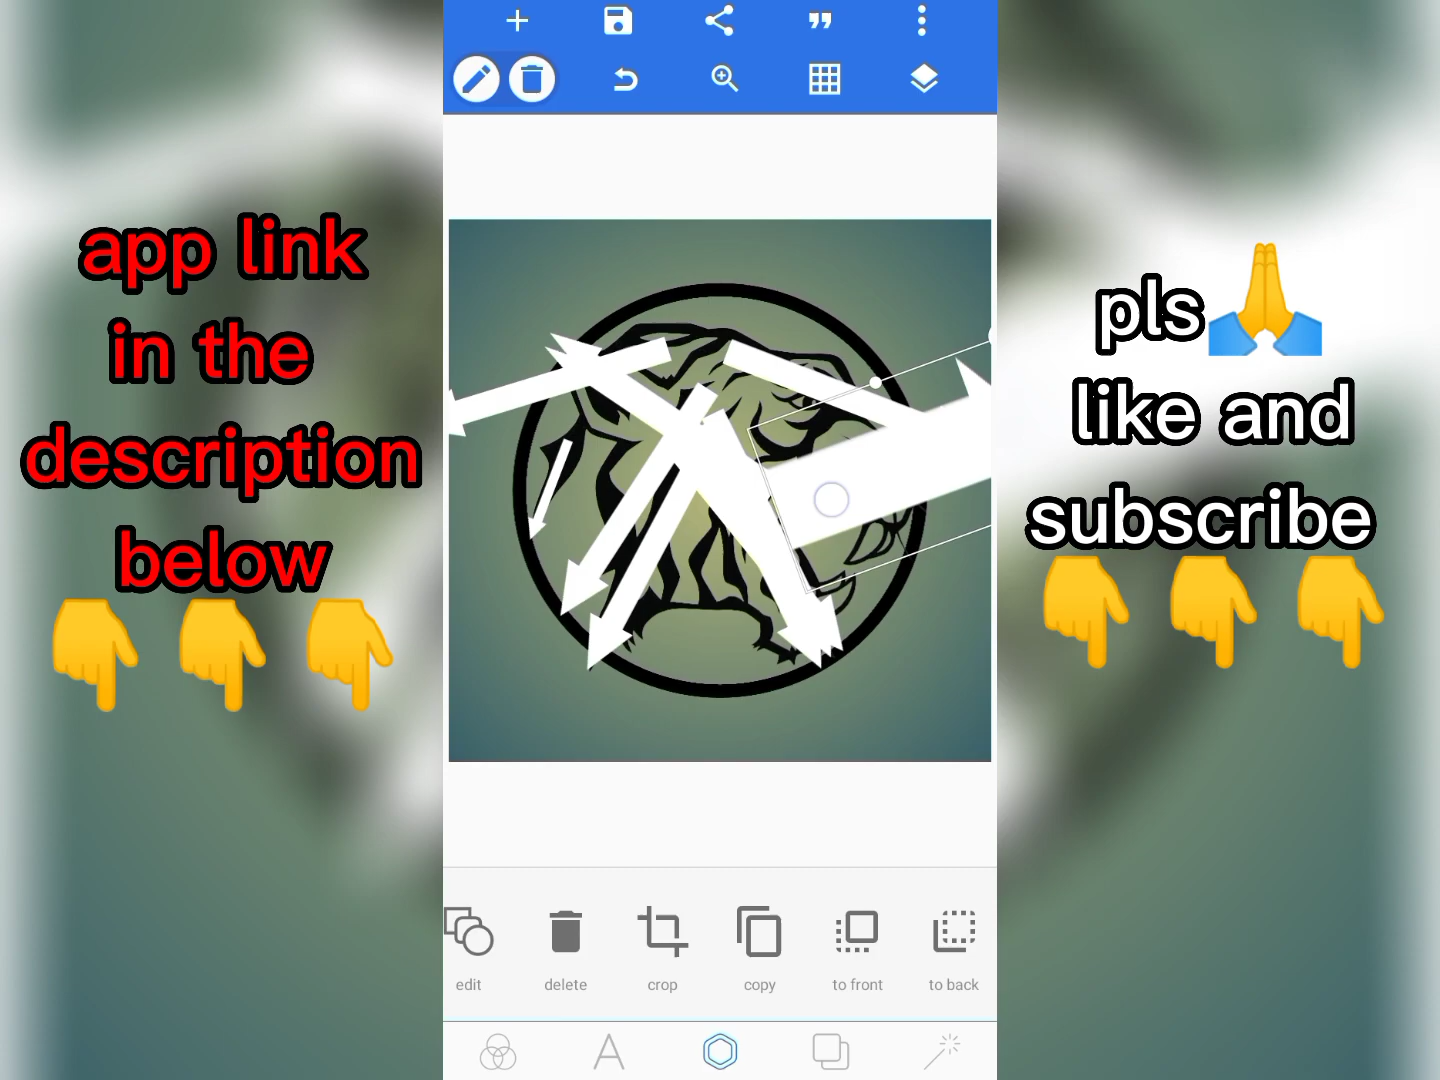 app link
in the
description
below
pls
like and
subscribe
edit
delete
crop
copy
to front
to back